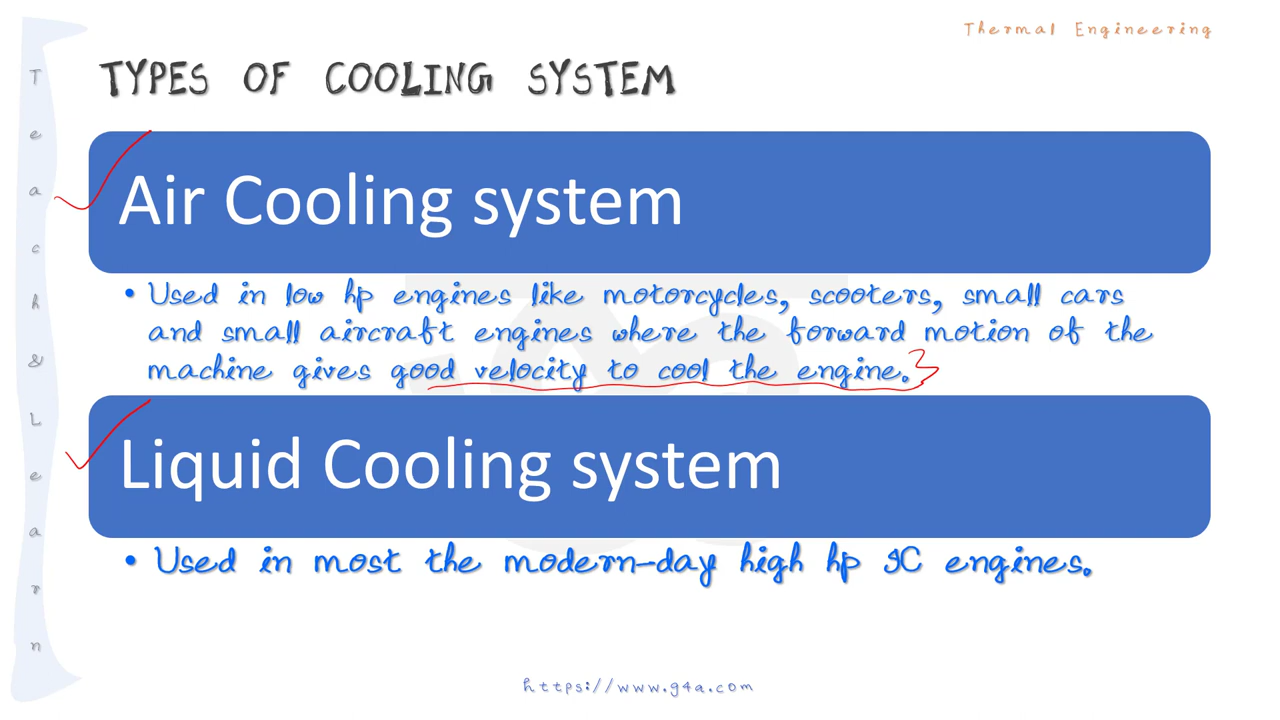 Thermal Engineering
TYPES OF COOLING SYSTEM
Teach & Learn
Air Cooling system
• Used in low hp engines like motorcycles, scooters, small cars
and small aircraft engines where the forward motion of the
machine gives good velocity to cool the engine.
Liquid Cooling system
• Used in most the modern-day high hp IC engines.
https://www.g4a.com